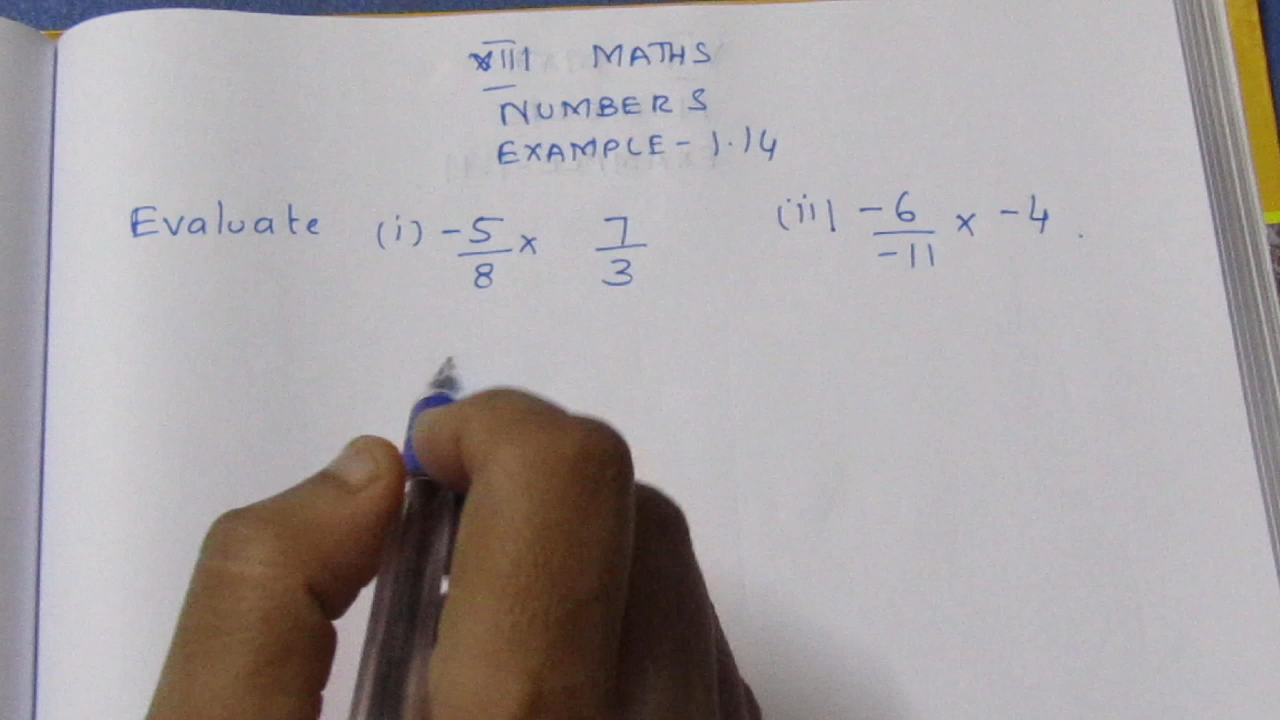 VIII MATHS
NUMBERS
EXAMPLE - 1.14
Evaluate (i) -5/8 × 7/3 (ii) -6/-11 × -4.